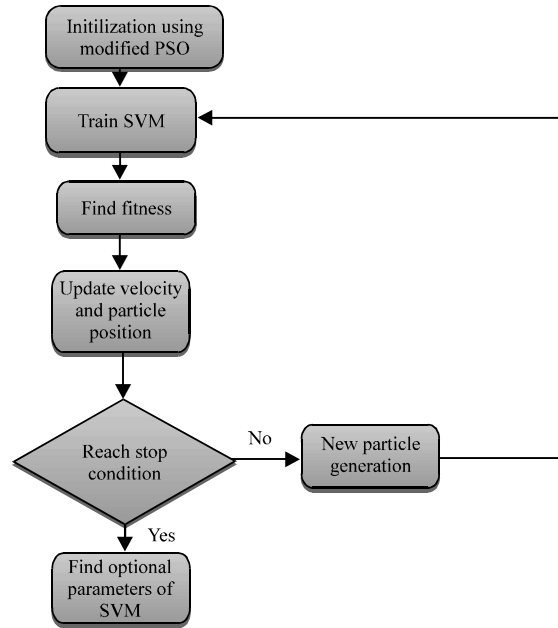 Initilization using
modified PSO
Train SVM
Find fitness
Update velocity
and particle
position
Reach stop
condition
No
New particle
generation
Yes
Find optional
parameters of
SVM